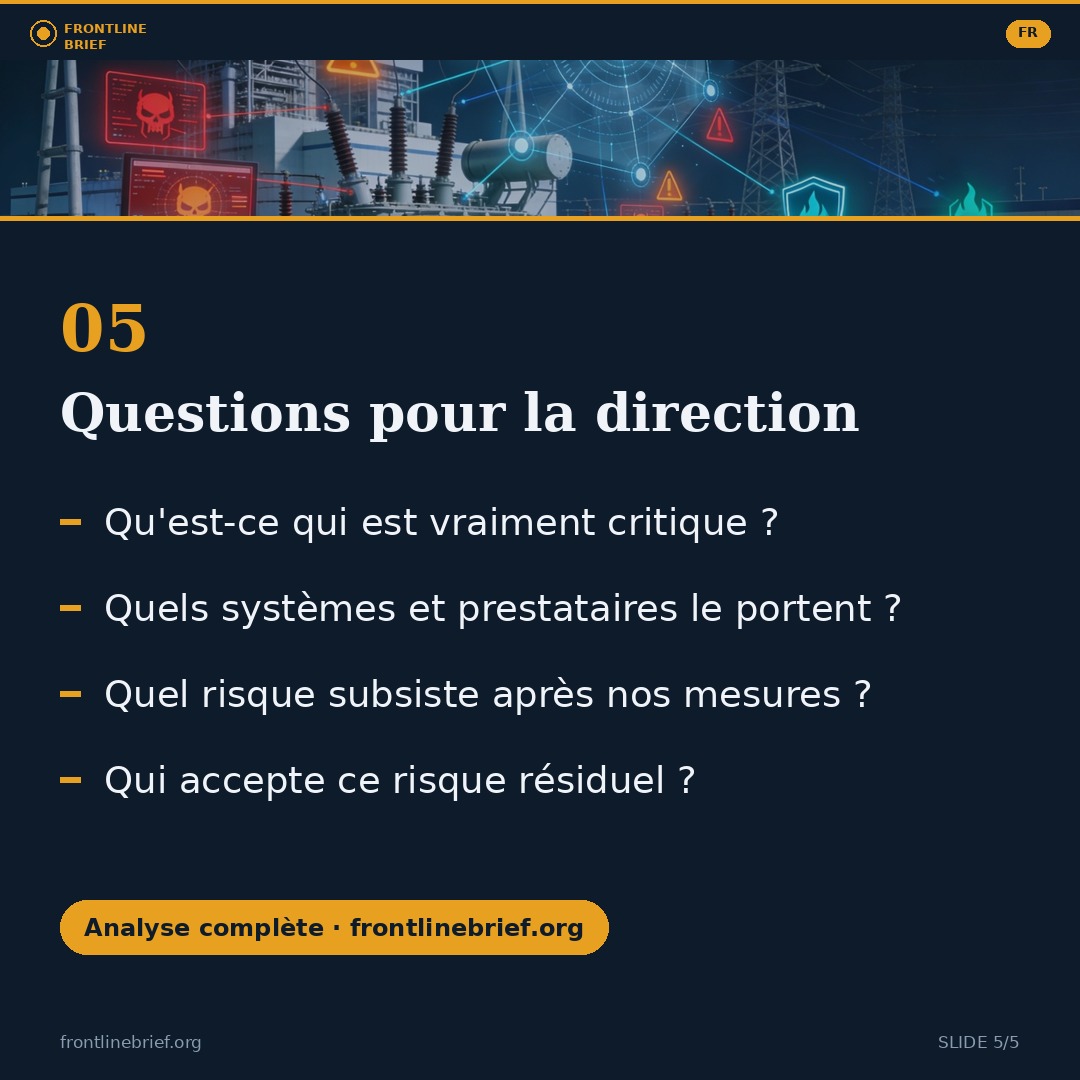 FRONTLINE
BRIEF
FR
05
Questions pour la direction
Qu'est-ce qui est vraiment critique ?
Quels systèmes et prestataires le portent ?
Quel risque subsiste après nos mesures ?
Qui accepte ce risque résiduel ?
Analyse complète · frontlinebrief.org
frontlinebrief.org
SLIDE 5/5